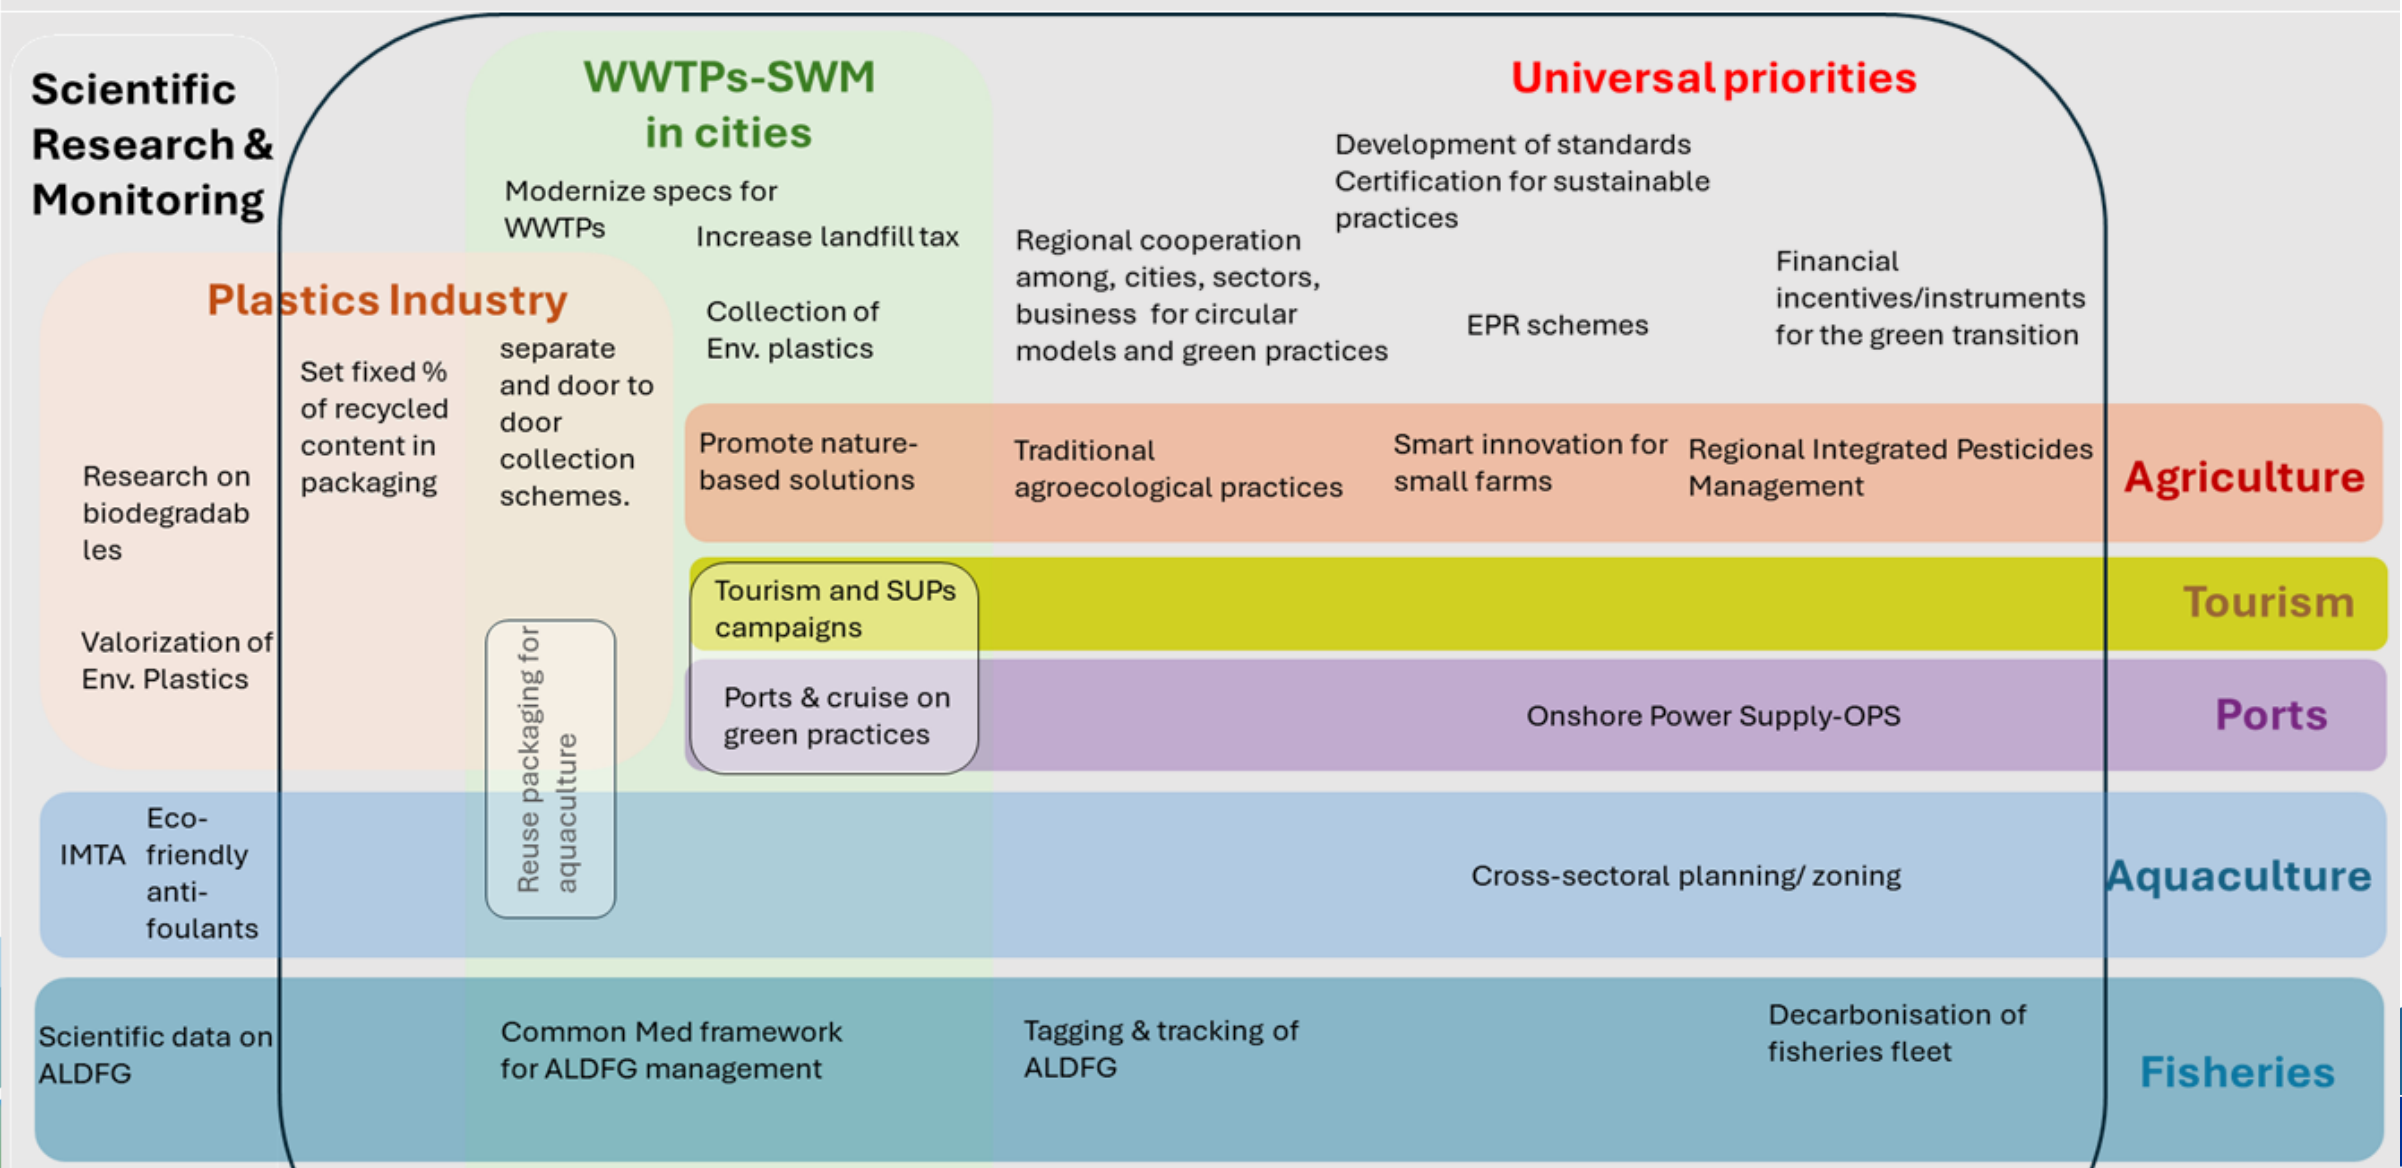 Scientific
Research &
Monitoring
WWTPs-SWM
in cities
Universal priorities
Modernize specs for
WWTPs
Increase landfill tax
Collection of
Env. plastics
Development of standards
Certification for sustainable
practices
Regional cooperation
among, cities, sectors,
business for circular
models and green practices
EPR schemes
Financial
incentives/instruments
for the green transition
Plastics Industry
Set fixed %
of recycled
content in
packaging
separate
and door to
door
collection
schemes.
Research on
biodegradab
les
Valorization of
Env. Plastics
Promote nature-
based solutions
Traditional
agroecological practices
Smart innovation for
small farms
Regional Integrated Pesticides
Management
Agriculture
Tourism and SUPs
campaigns
Tourism
Ports & cruise on
green practices
Onshore Power Supply-OPS
Ports
Reuse packaging for
aquaculture
IMTA
Eco-
friendly
anti-
foulants
Cross-sectoral planning/ zoning
Aquaculture
Scientific data on
ALDFG
Common Med framework
for ALDFG management
Tagging & tracking of
ALDFG
Decarbonisation of
fisheries fleet
Fisheries